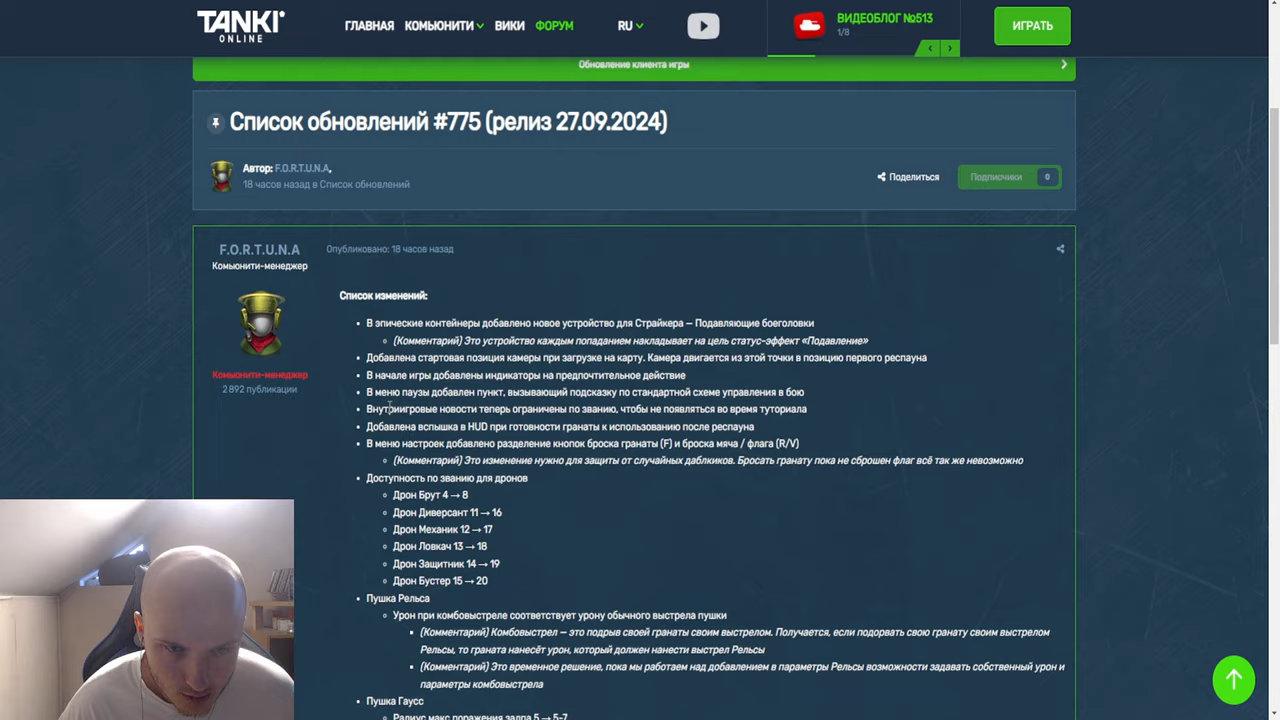 TANKI
ONLINE
ГЛАВНАЯ
КОМЬЮНИТИ
ВИКИ
ФОРУМ
RU
ВИДЕОБЛОГ №513
1/8
ИГРАТЬ
Обновление клиента игры
Список обновлений #775 (релиз 27.09.2024)
Автор: F.O.R.T.U.N.A,
18 часов назад в Список обновлений
Поделиться
Подписчики 0
F.O.R.T.U.N.A
Комьюнити-менеджер
Комьюнити-менеджер
2 892 публикации
Опубликовано: 18 часов назад
Список изменений:
В эпические контейнеры добавлено новое устройство для Страйкера — Подавляющие боеголовки
(Комментарий) Это устройство каждым попаданием накладывает на цель статус-эффект «Подавление»
Добавлена стартовая позиция камеры при загрузке на карту. Камера двигается из этой точки в позицию первого респауна
В начале игры добавлены индикаторы на предпочтительное действие
В меню паузы добавлен пункт, вызывающий подсказку по стандартной схеме управления в бою
Внутриигровые новости теперь ограничены по званию, чтобы не появляться во время туториала
Добавлена вспышка в HUD при готовности гранаты к использованию после респауна
В меню настроек добавлено разделение кнопок броска гранаты (F) и броска мяча / флага (R/V)
(Комментарий) Это изменение нужно для защиты от случайных даблкиков. Бросать гранату пока не сброшен флаг всё так же невозможно
Доступность по званию для дронов
Дрон Брут 4 → 8
Дрон Диверсант 11 → 16
Дрон Механик 12 → 17
Дрон Ловкач 13 → 18
Дрон Защитник 14 → 19
Дрон Бустер 15 → 20
Пушка Рельса
Урон при комбовыстреле соответствует урону обычного выстрела пушки
(Комментарий) Комбовыстрел — это подрыв своей гранаты своим выстрелом. Получается, если подорвать свою гранату своим выстрелом
Рельсы, то граната нанесёт урон, который должен нанести выстрел Рельсы
(Комментарий) Это временное решение, пока мы работаем над добавлением в параметры Рельсы возможности задавать собственный урон и
параметры комбовыстрела
Пушка Гаусс
Радиус макс поражения залпа 5 → 5-7